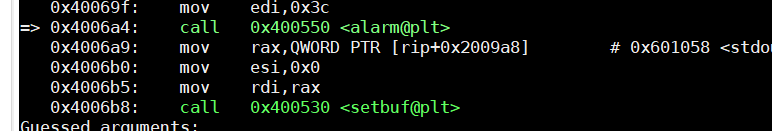 0x40069f: mov edi,0x3c
=> 0x4006a4: call 0x400550 <alarm@plt>
0x4006a9: mov rax,QWORD PTR [rip+0x2009a8] # 0x601058 <stdou
0x4006b0: mov esi,0x0
0x4006b5: mov rdi,rax
0x4006b8: call 0x400530 <setbuf@plt>
Guessed arguments: